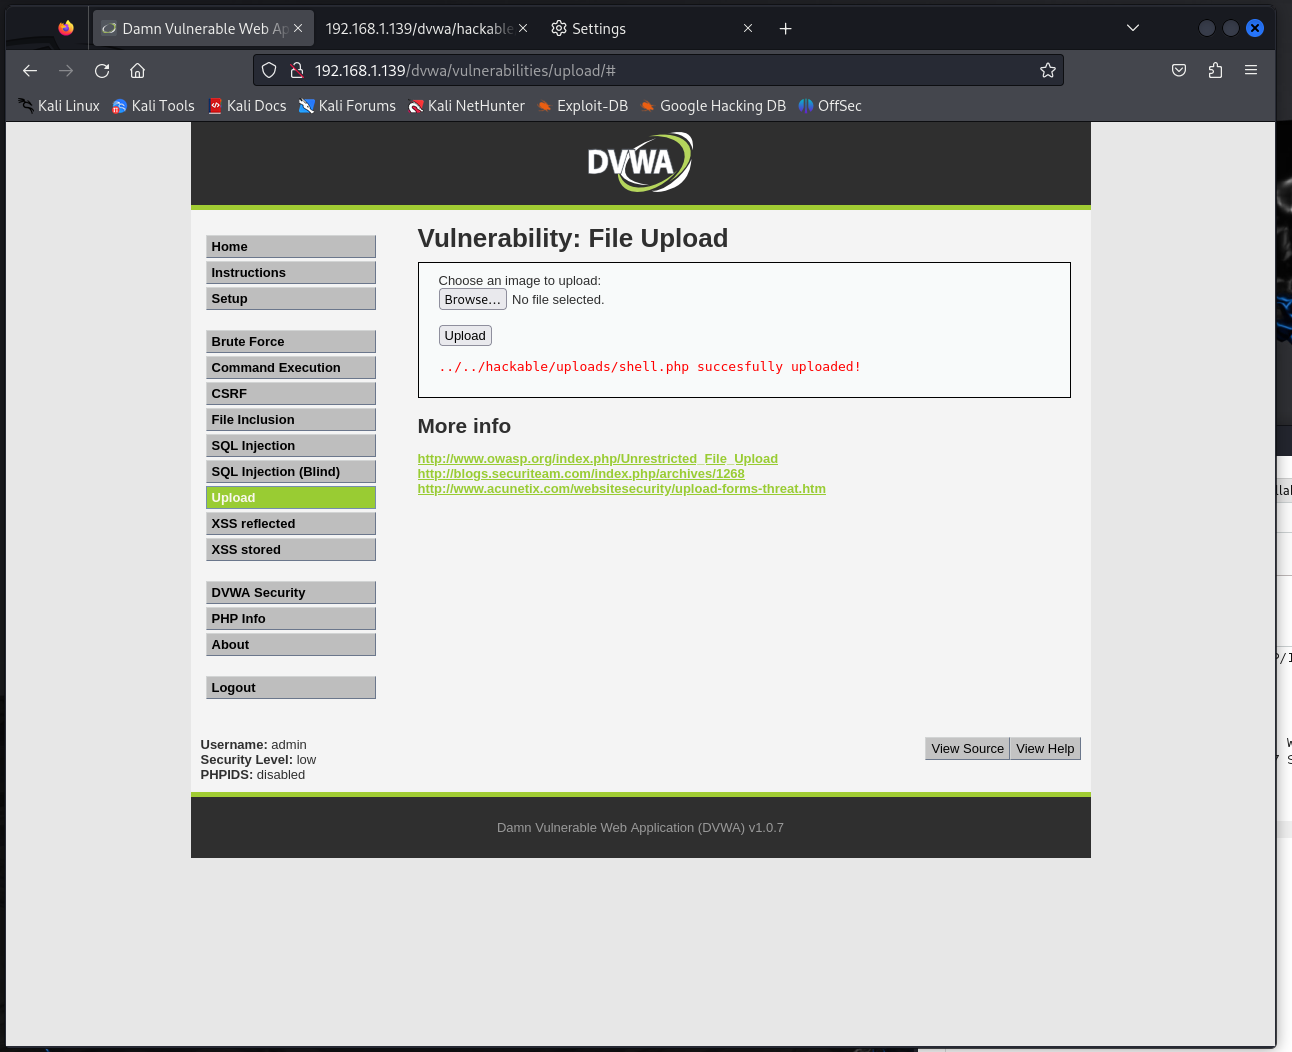 Damn Vulnerable Web Ap
192.168.1.139/dvwa/hackable
Settings
192.168.1.139/dvwa/vulnerabilities/upload/#
Kali Linux
Kali Tools
Kali Docs
Kali Forums
Kali NetHunter
Exploit-DB
Google Hacking DB
OffSec
DVWA
Home
Instructions
Setup
Brute Force
Command Execution
CSRF
File Inclusion
SQL Injection
SQL Injection (Blind)
Upload
XSS reflected
XSS stored
DVWA Security
PHP Info
About
Logout
Vulnerability: File Upload
Choose an image to upload:
Browse... No file selected.
Upload
../../hackable/uploads/shell.php succesfully uploaded!
More info
http://www.owasp.org/index.php/Unrestricted_File_Upload
http://blogs.securiteam.com/index.php/archives/1268
http://www.acunetix.com/websitesecurity/upload-forms-threat.htm
Username: admin
Security Level: low
PHPIDS: disabled
View Source
View Help
Damn Vulnerable Web Application (DVWA) v1.0.7